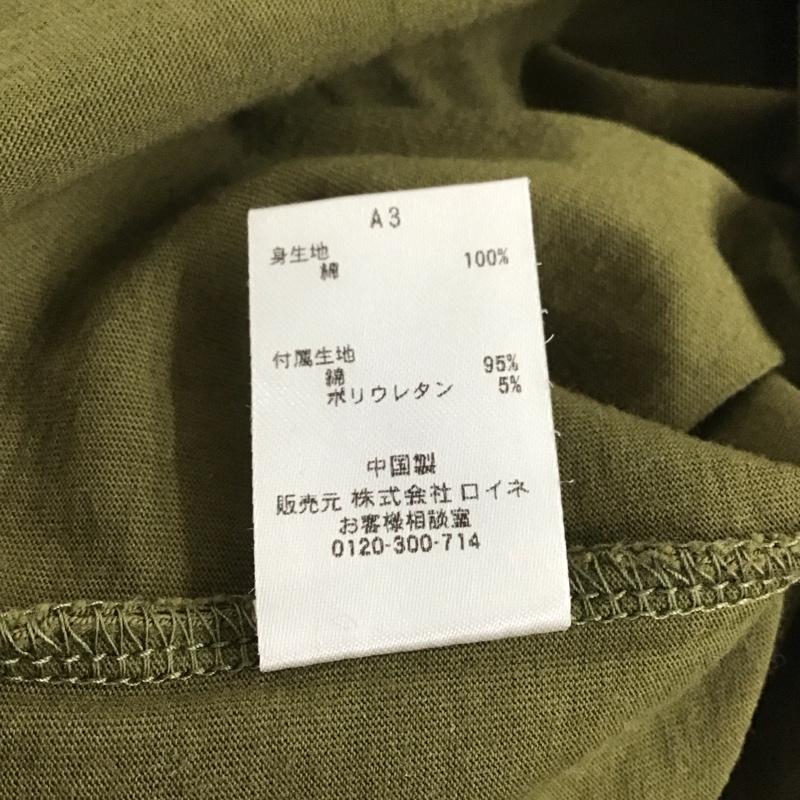 A3
身生地
綿 100%
付属生地
綿 95%
ポリウレタン 5%
中国製
販売元 株式会社 ロイネ
お客様相談室
0120-300-714